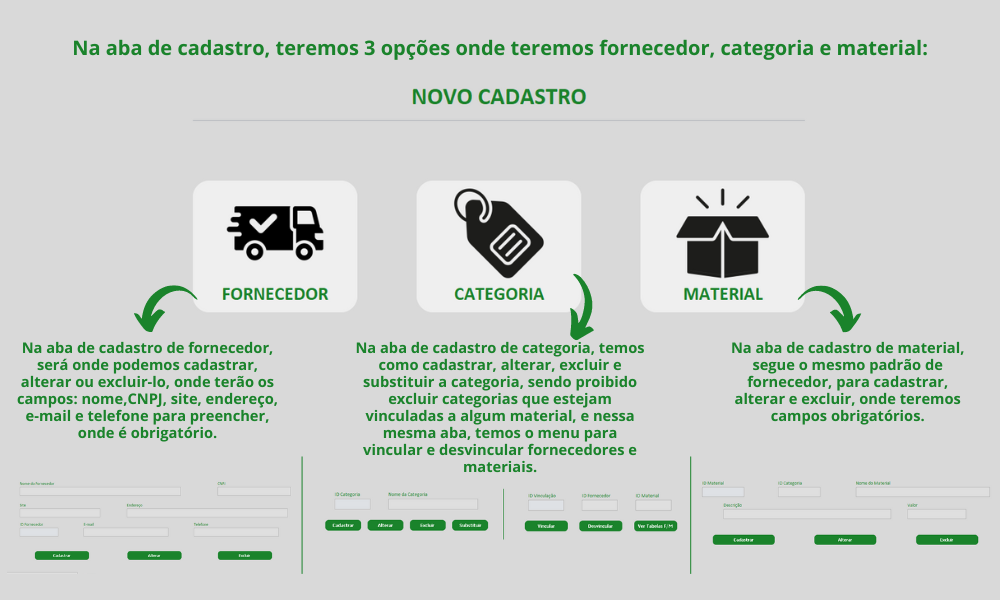 Na aba de cadastro, teremos 3 opções onde teremos fornecedor, categoria e material:
NOVO CADASTRO
FORNECEDOR
CATEGORIA
MATERIAL
Na aba de cadastro de fornecedor,
será onde podemos cadastrar,
alterar ou excluir-lo, onde terão os
campos: nome,CNPJ, site, endereço,
e-mail e telefone para preencher,
onde é obrigatório.
Na aba de cadastro de categoria, temos
como cadastrar, alterar, excluir e
substituir a categoria, sendo proibido
excluir categorias que estejam
vinculadas a algum material, e nessa
mesma aba, temos o menu para
vincular e desvincular fornecedores e
materiais.
Na aba de cadastro de material,
segue o mesmo padrão de
fornecedor, para cadastrar,
alterar e excluir, onde teremos
campos obrigatórios.
Nome do Fornecedor
CNPJ
Site
Endereço
ID Fornecedor
E-mail
Telefone
Cadastrar
Alterar
Excluir
ID Categoria
Nome da Categoria
Cadastrar
Alterar
Excluir
Substituir
ID Vinculação
ID Fornecedor
ID Material
Vincular
Desvincular
Ver Tabelas F/M
ID Material
ID Categoria
Nome do Material
Descrição
Valor
Cadastrar
Alterar
Excluir